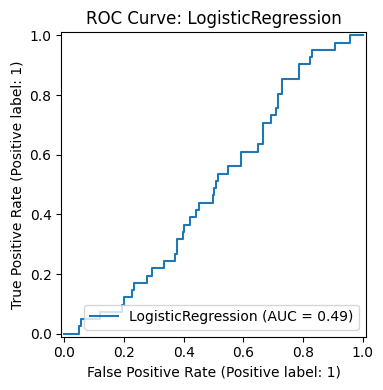 ROC Curve: LogisticRegression
True Positive Rate (Positive label: 1)
1.0
0.8
0.6
0.4
0.2
0.0
LogisticRegression (AUC = 0.49)
0.0 0.2 0.4 0.6 0.8 1.0
False Positive Rate (Positive label: 1)